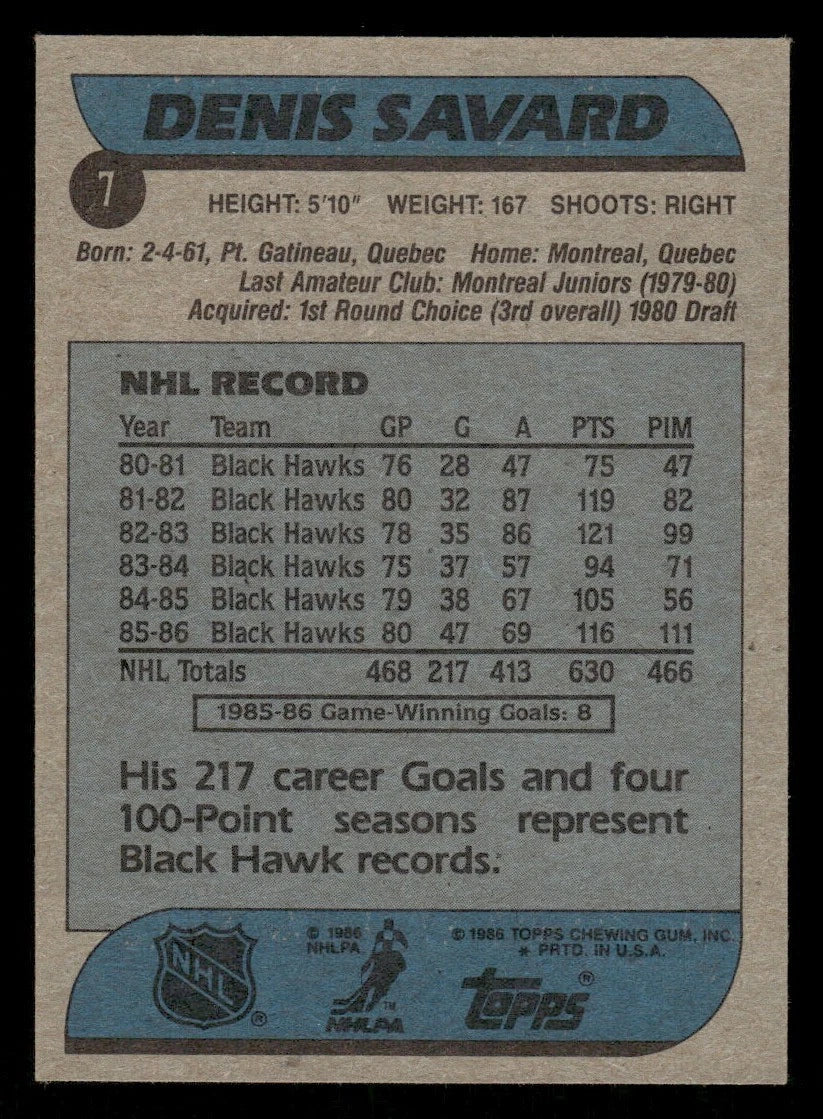 DENIS SAVARD
7
HEIGHT: 5'10" WEIGHT: 167 SHOOTS: RIGHT
Born: 2-4-61, Pt. Gatineau, Quebec Home: Montreal, Quebec
Last Amateur Club: Montreal Juniors (1979-80)
Acquired: 1st Round Choice (3rd overall) 1980 Draft
NHL RECORD
Year Team GP G A PTS PIM
80-81 Black Hawks 76 28 47 75 47
81-82 Black Hawks 80 32 87 119 82
82-83 Black Hawks 78 35 86 121 99
83-84 Black Hawks 75 37 57 94 71
84-85 Black Hawks 79 38 67 105 56
85-86 Black Hawks 80 47 69 116 111
NHL Totals 468 217 413 630 466
1985-86 Game-Winning Goals: 8
His 217 career Goals and four
100-Point seasons represent
Black Hawk records.
NHL ®
© 1986
NHLPA
TM
NHLPA
© 1986 TOPPS CHEWING GUM, INC.
* PRTD. IN U.S.A.
topps ®